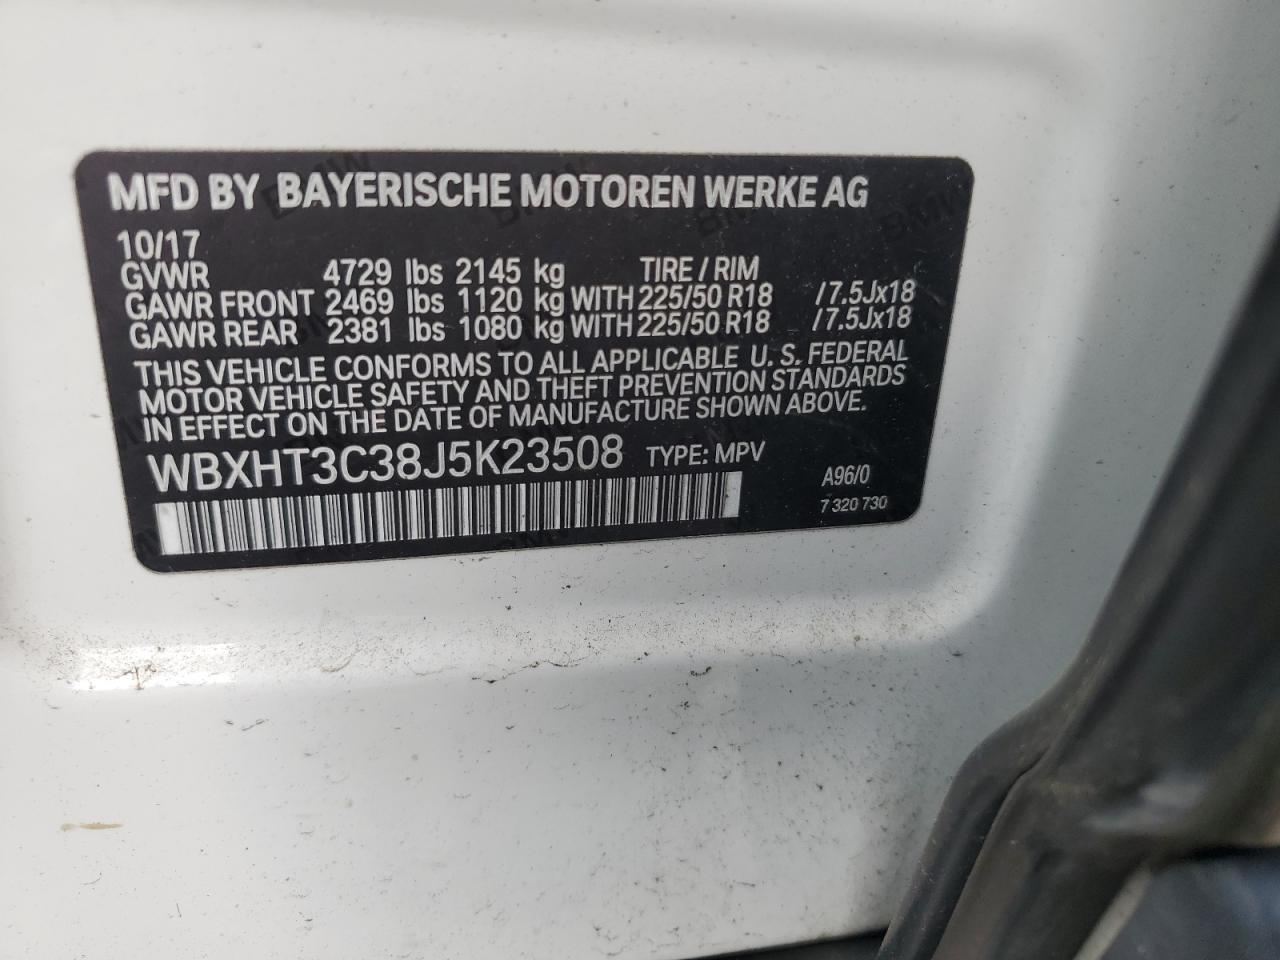 MFD BY BAYERISCHE MOTOREN WERKE AG
10/17
GVWR 4729 lbs 2145 kg TIRE / RIM
GAWR FRONT 2469 lbs 1120 kg WITH 225/50 R18 /7.5Jx18
GAWR REAR 2381 lbs 1080 kg WITH 225/50 R18 /7.5Jx18
THIS VEHICLE CONFORMS TO ALL APPLICABLE U. S. FEDERAL
MOTOR VEHICLE SAFETY AND THEFT PREVENTION STANDARDS
IN EFFECT ON THE DATE OF MANUFACTURE SHOWN ABOVE.
WBXHT3C38J5K23508 TYPE: MPV
A96/0
7 320 730